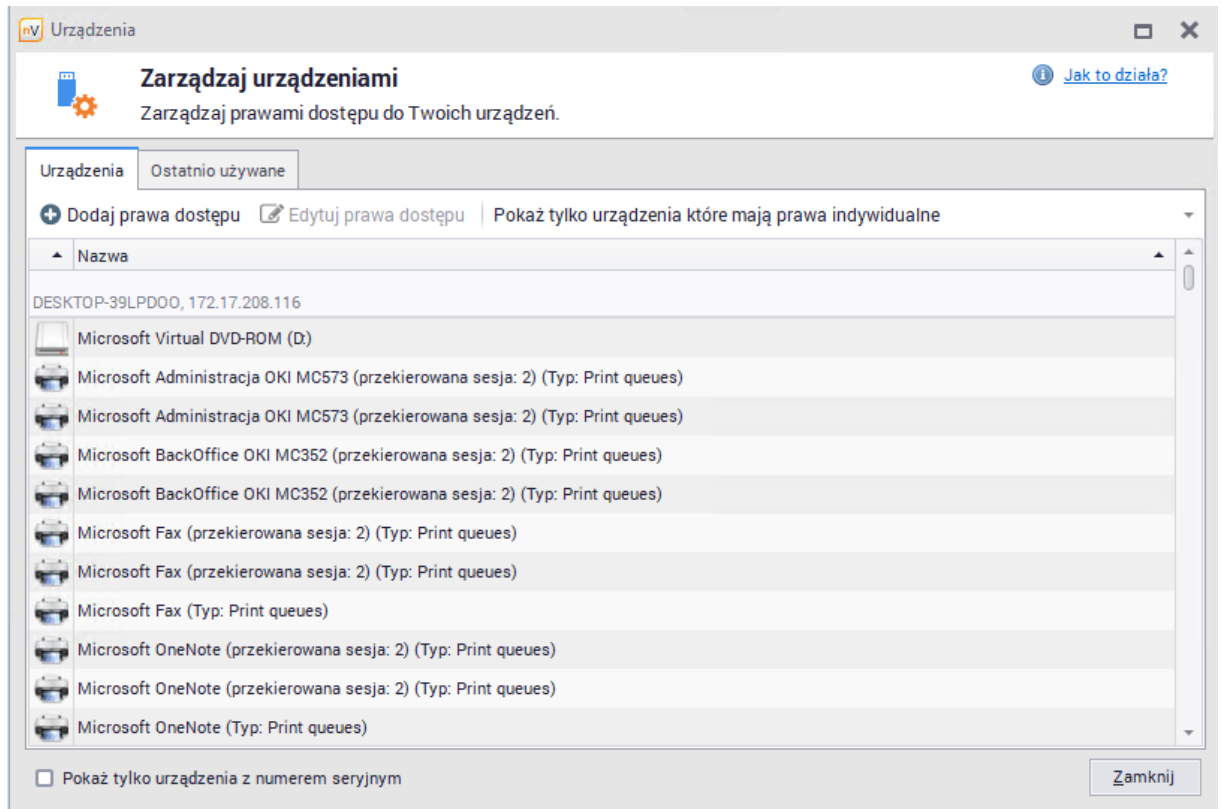 nV Urządzenia
Zarządzaj urządzeniami
Jak to działa?
Zarządzaj prawami dostępu do Twoich urządzeń.
Urządzenia Ostatnio używane
Dodaj prawa dostępu Edytuj prawa dostępu Pokaż tylko urządzenia które mają prawa indywidualne
Nazwa
DESKTOP-39LPDOO, 172.17.208.116
Microsoft Virtual DVD-ROM (D:)
Microsoft Administracja OKI MC573 (przekierowana sesja: 2) (Typ: Print queues)
Microsoft Administracja OKI MC573 (przekierowana sesja: 2) (Typ: Print queues)
Microsoft BackOffice OKI MC352 (przekierowana sesja: 2) (Typ: Print queues)
Microsoft BackOffice OKI MC352 (przekierowana sesja: 2) (Typ: Print queues)
Microsoft Fax (przekierowana sesja: 2) (Typ: Print queues)
Microsoft Fax (przekierowana sesja: 2) (Typ: Print queues)
Microsoft Fax (Typ: Print queues)
Microsoft OneNote (przekierowana sesja: 2) (Typ: Print queues)
Microsoft OneNote (przekierowana sesja: 2) (Typ: Print queues)
Microsoft OneNote (Typ: Print queues)
Pokaż tylko urządzenia z numerem seryjnym
Zamknij